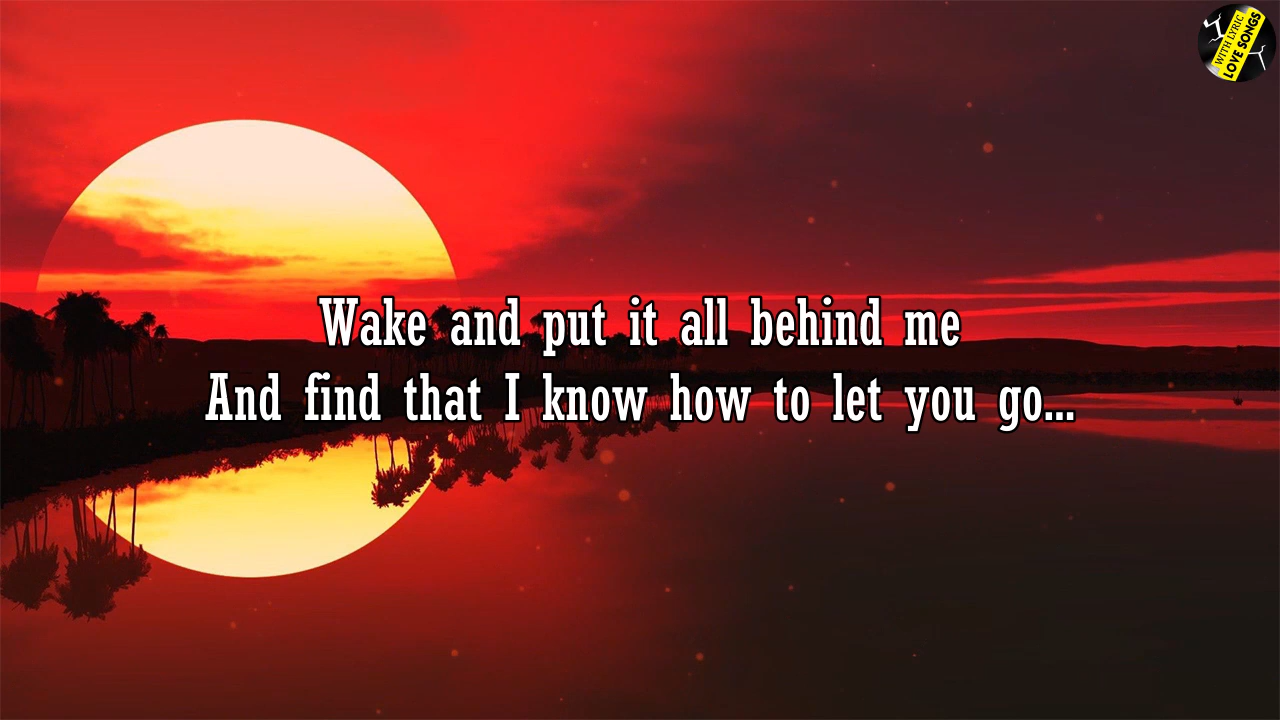 WITH LYRIC
LOVE SONGS
Wake and put it all behind me
And find that I know how to let you go...